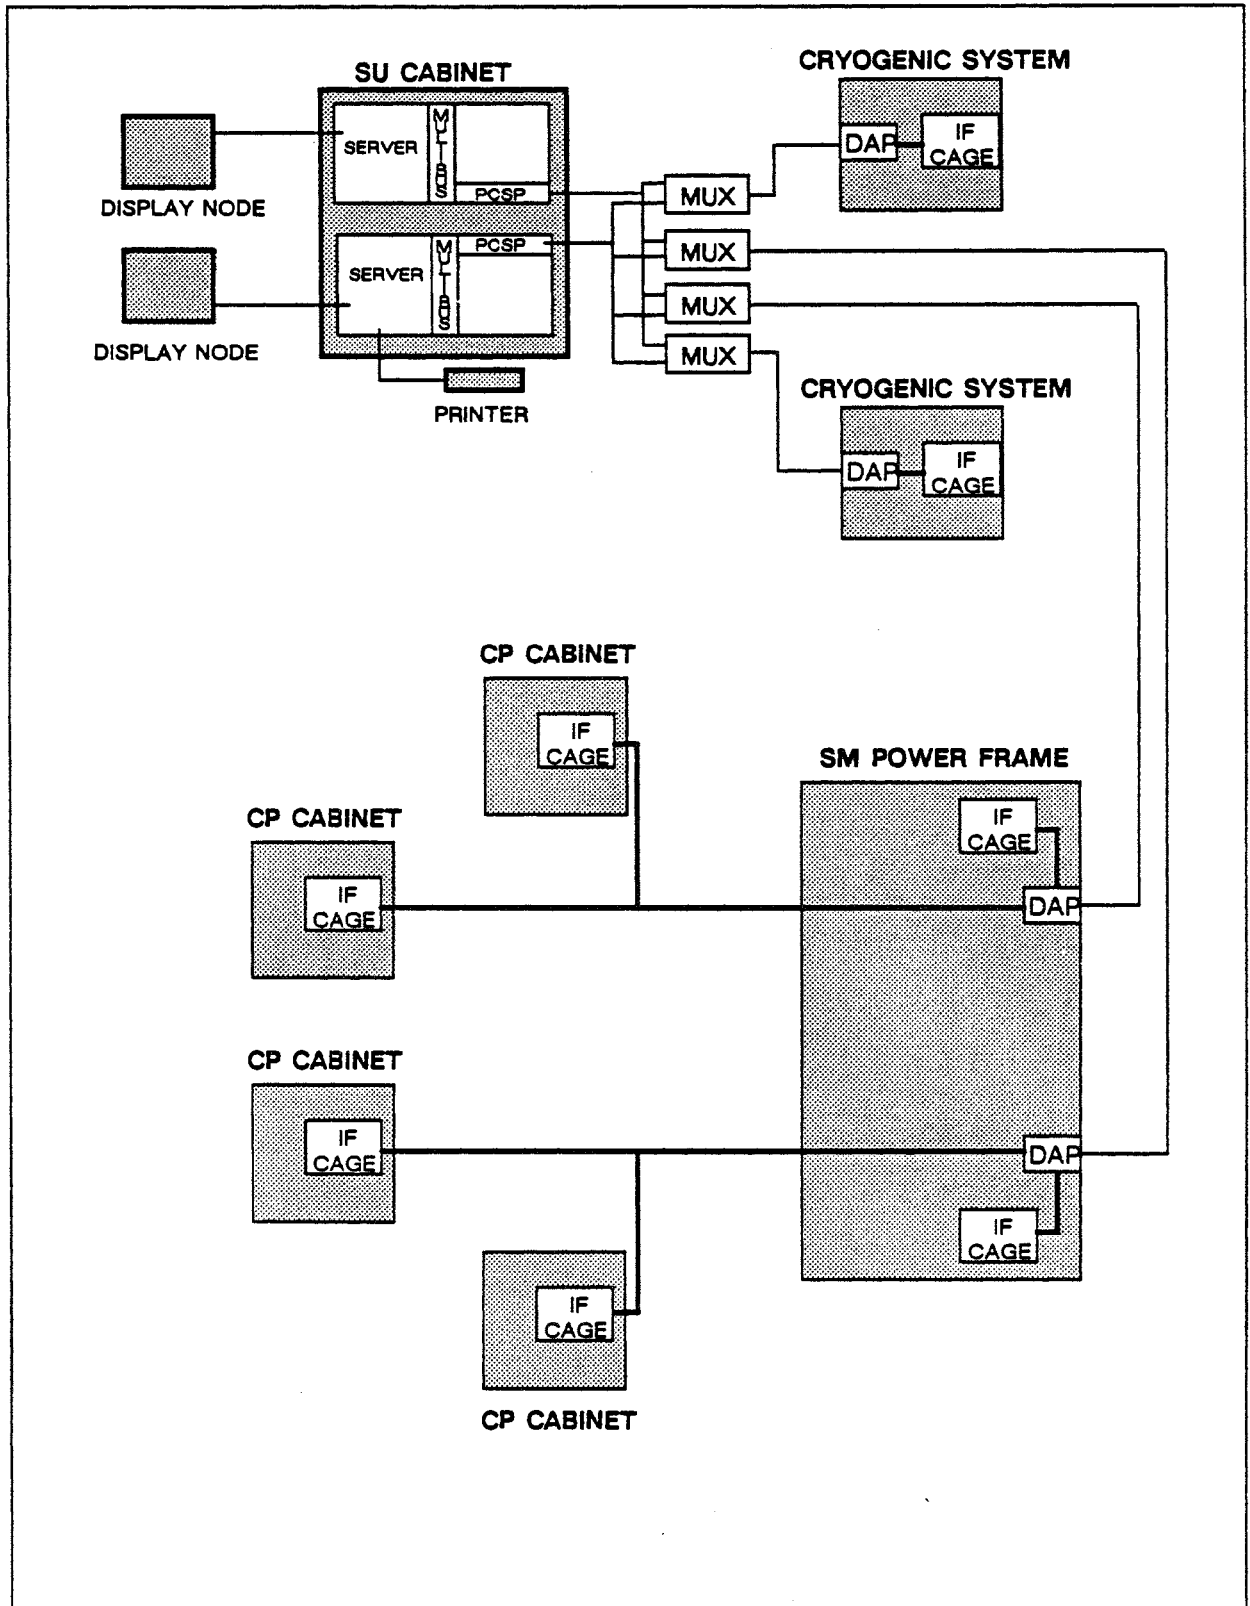 CRYOGENIC SYSTEM
SU CABINET
SERVER
MULTIBUS
PCSP
DAP
IF
CAGE
MUX
DISPLAY NODE
SERVER
MULTIBUS
PCSP
MUX
MUX
MUX
DISPLAY NODE
PRINTER
CRYOGENIC SYSTEM
DAP
IF
CAGE
CP CABINET
IF
CAGE
SM POWER FRAME
IF
CAGE
DAP
CP CABINET
IF
CAGE
CP CABINET
IF
CAGE
DAP
IF
CAGE
IF
CAGE
CP CABINET